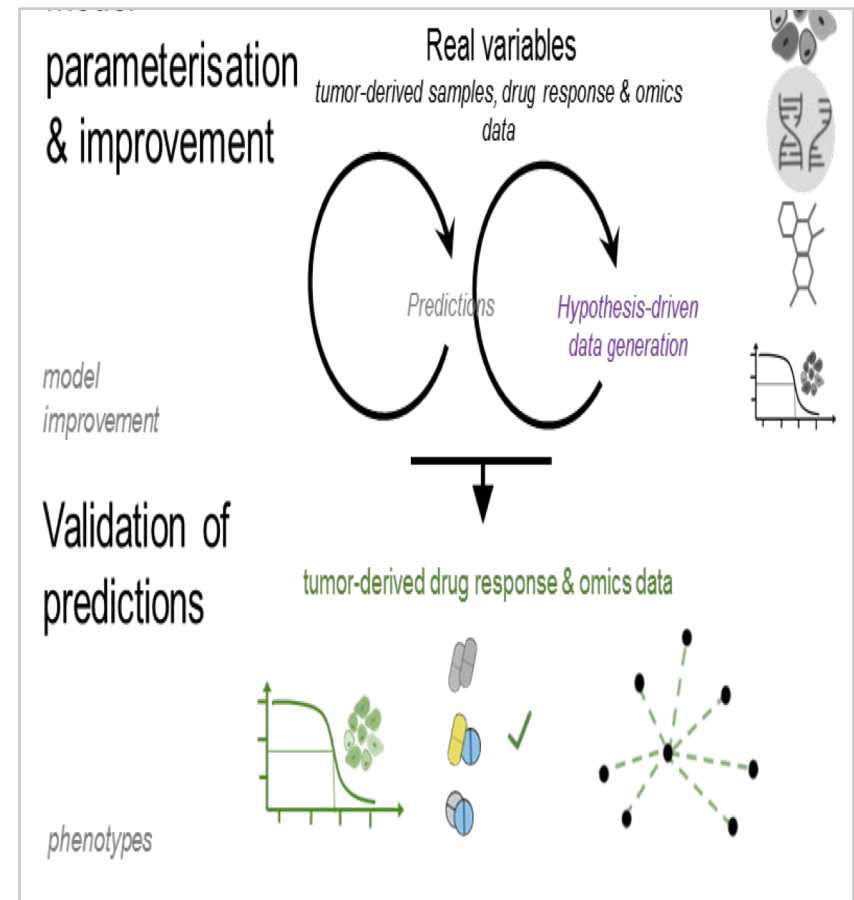 parameterisation
& improvement
Real variables
tumor-derived samples, drug response & omics
data
Predictions
Hypothesis-driven
data generation
model
improvement
Validation of
predictions
tumor-derived drug response & omics data
phenotypes